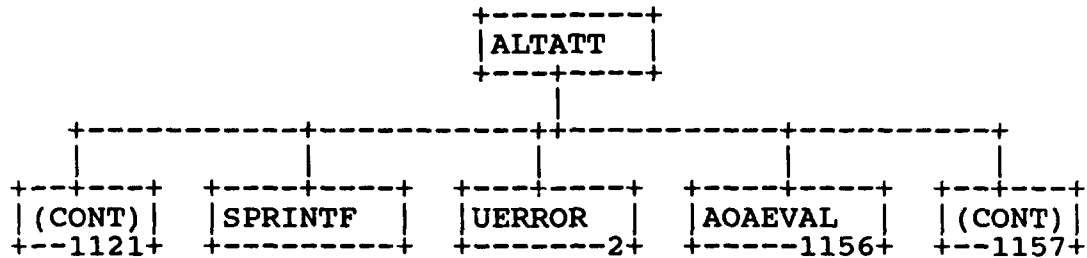 ALTATT
(CONT) SPRINTF UERROR AOAEVAL (CONT)
1121 2 1156 1157